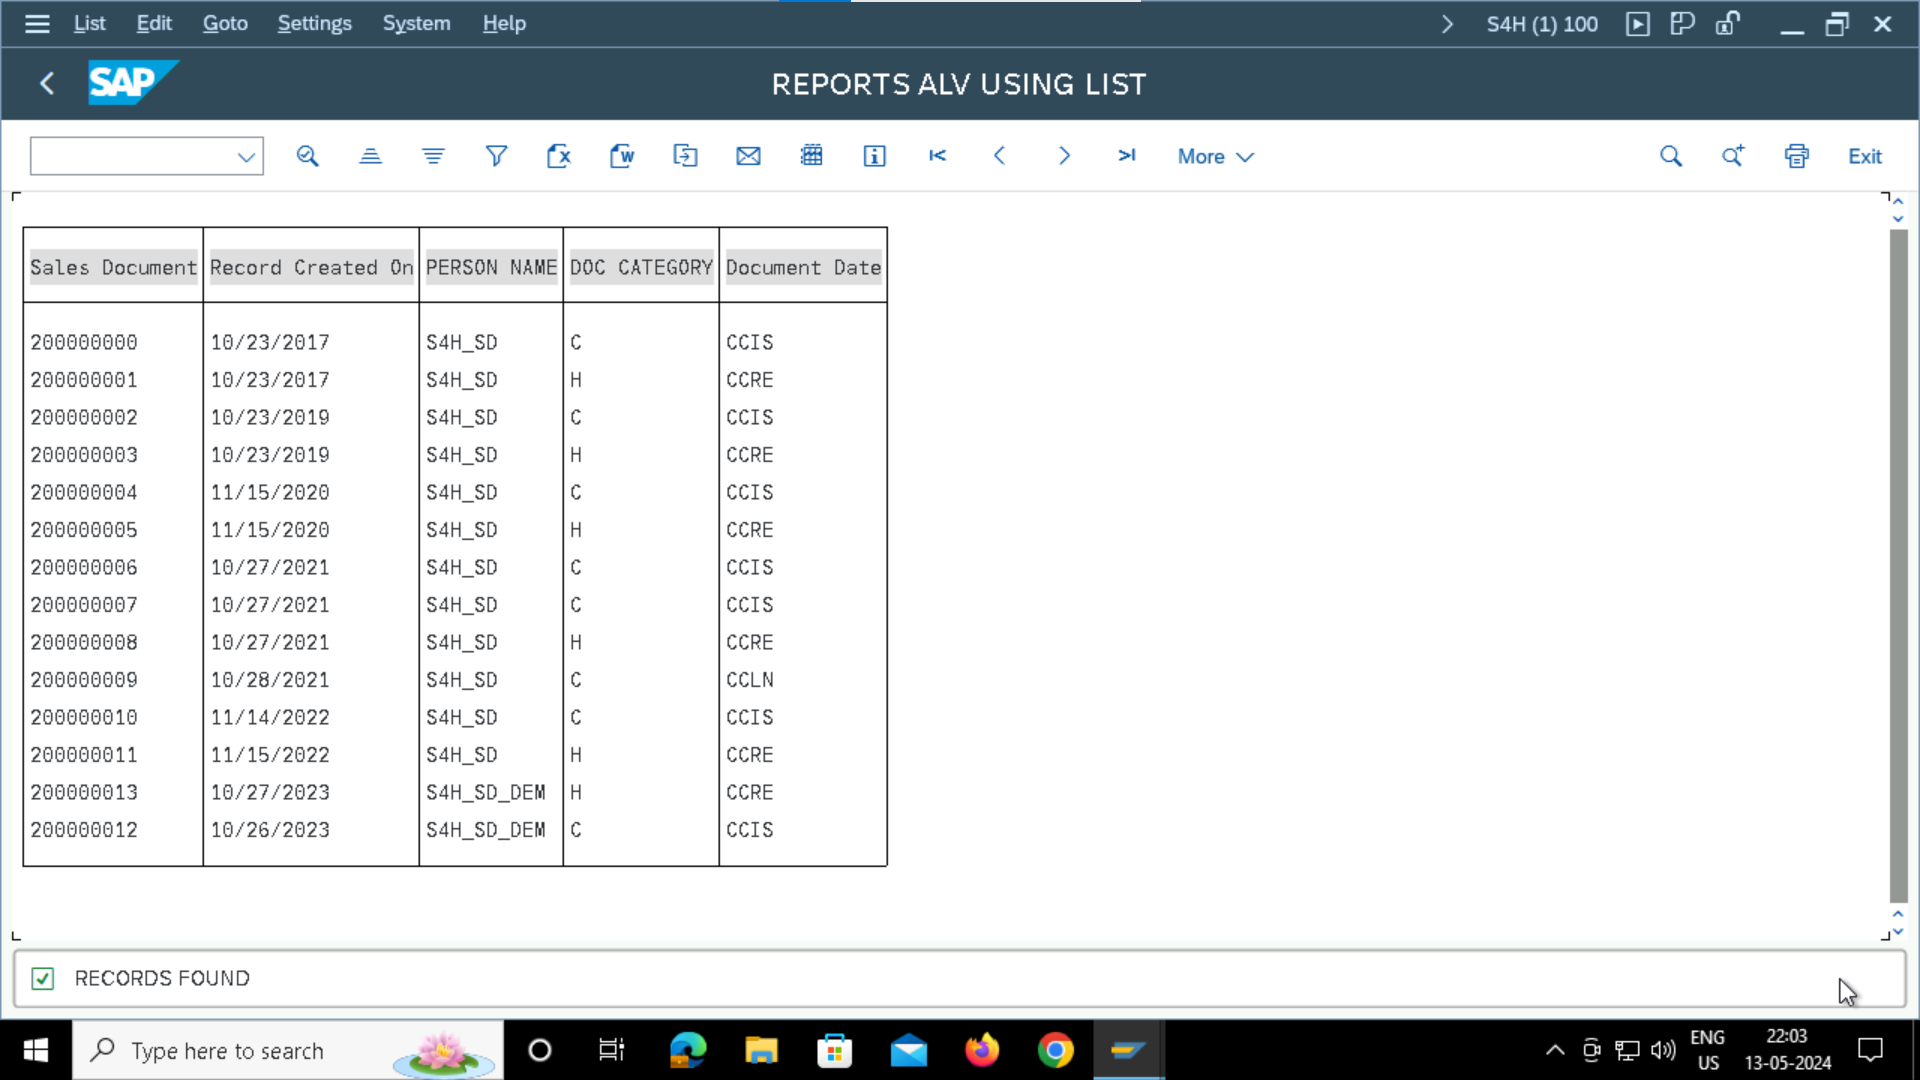 List Edit Goto Settings System Help S4H (1) 100
SAP REPORTS ALV USING LIST
More Exit
Sales Document Record Created On PERSON NAME DOC CATEGORY Document Date
200000000 10/23/2017 S4H_SD C CCIS
200000001 10/23/2017 S4H_SD H CCRE
200000002 10/23/2019 S4H_SD C CCIS
200000003 10/23/2019 S4H_SD H CCRE
200000004 11/15/2020 S4H_SD C CCIS
200000005 11/15/2020 S4H_SD H CCRE
200000006 10/27/2021 S4H_SD C CCIS
200000007 10/27/2021 S4H_SD C CCIS
200000008 10/27/2021 S4H_SD H CCRE
200000009 10/28/2021 S4H_SD C CCLN
200000010 11/14/2022 S4H_SD C CCIS
200000011 11/15/2022 S4H_SD H CCRE
200000013 10/27/2023 S4H_SD_DEM H CCRE
200000012 10/26/2023 S4H_SD_DEM C CCIS
RECORDS FOUND
Type here to search
ENG 22:03
US 13-05-2024